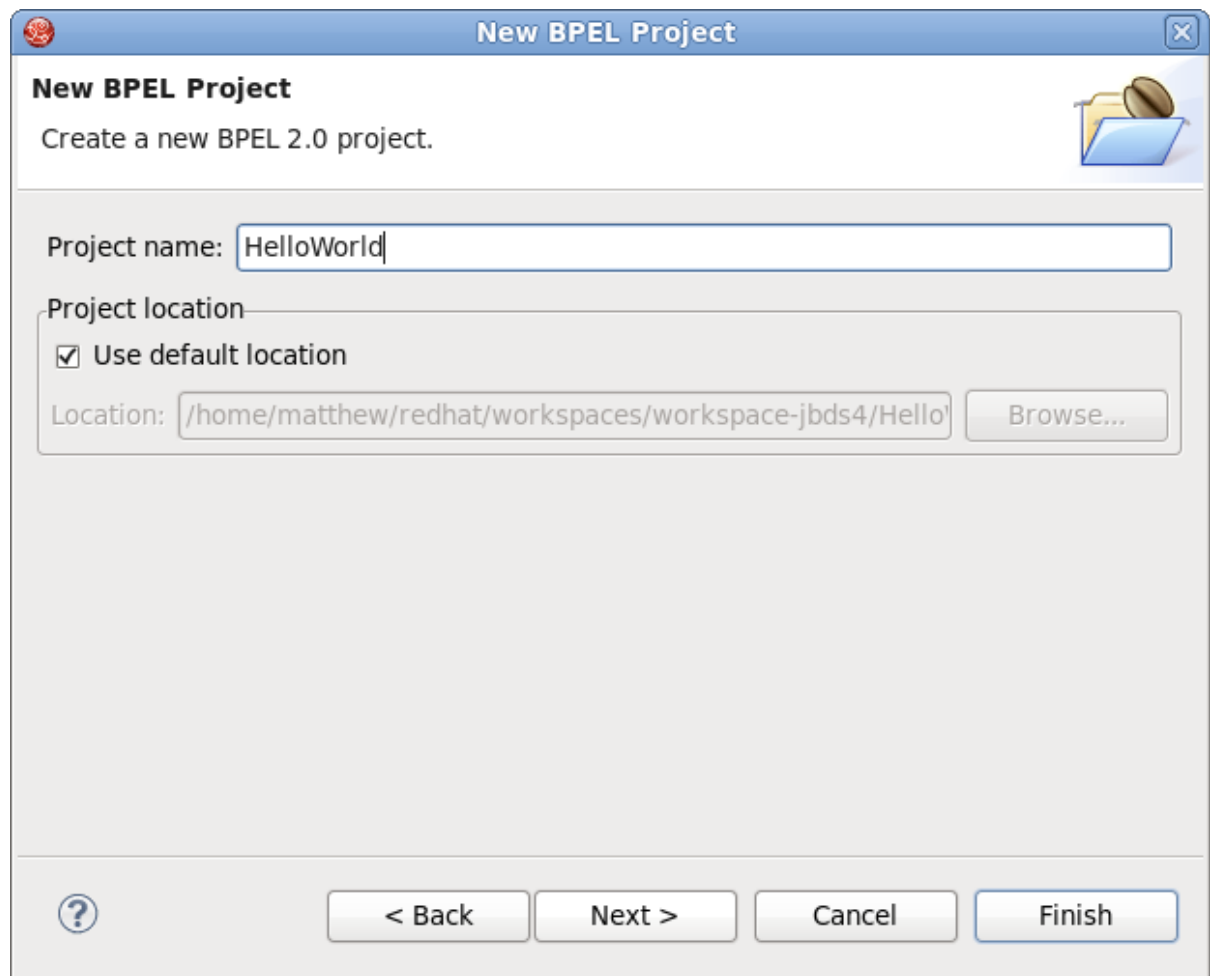 New BPEL Project
New BPEL Project
Create a new BPEL 2.0 project.
Project name: HelloWorld
Project location
Use default location
Location: /home/matthew/redhat/workspaces/workspace-jbds4/Hello
Browse...
< Back Next > Cancel Finish